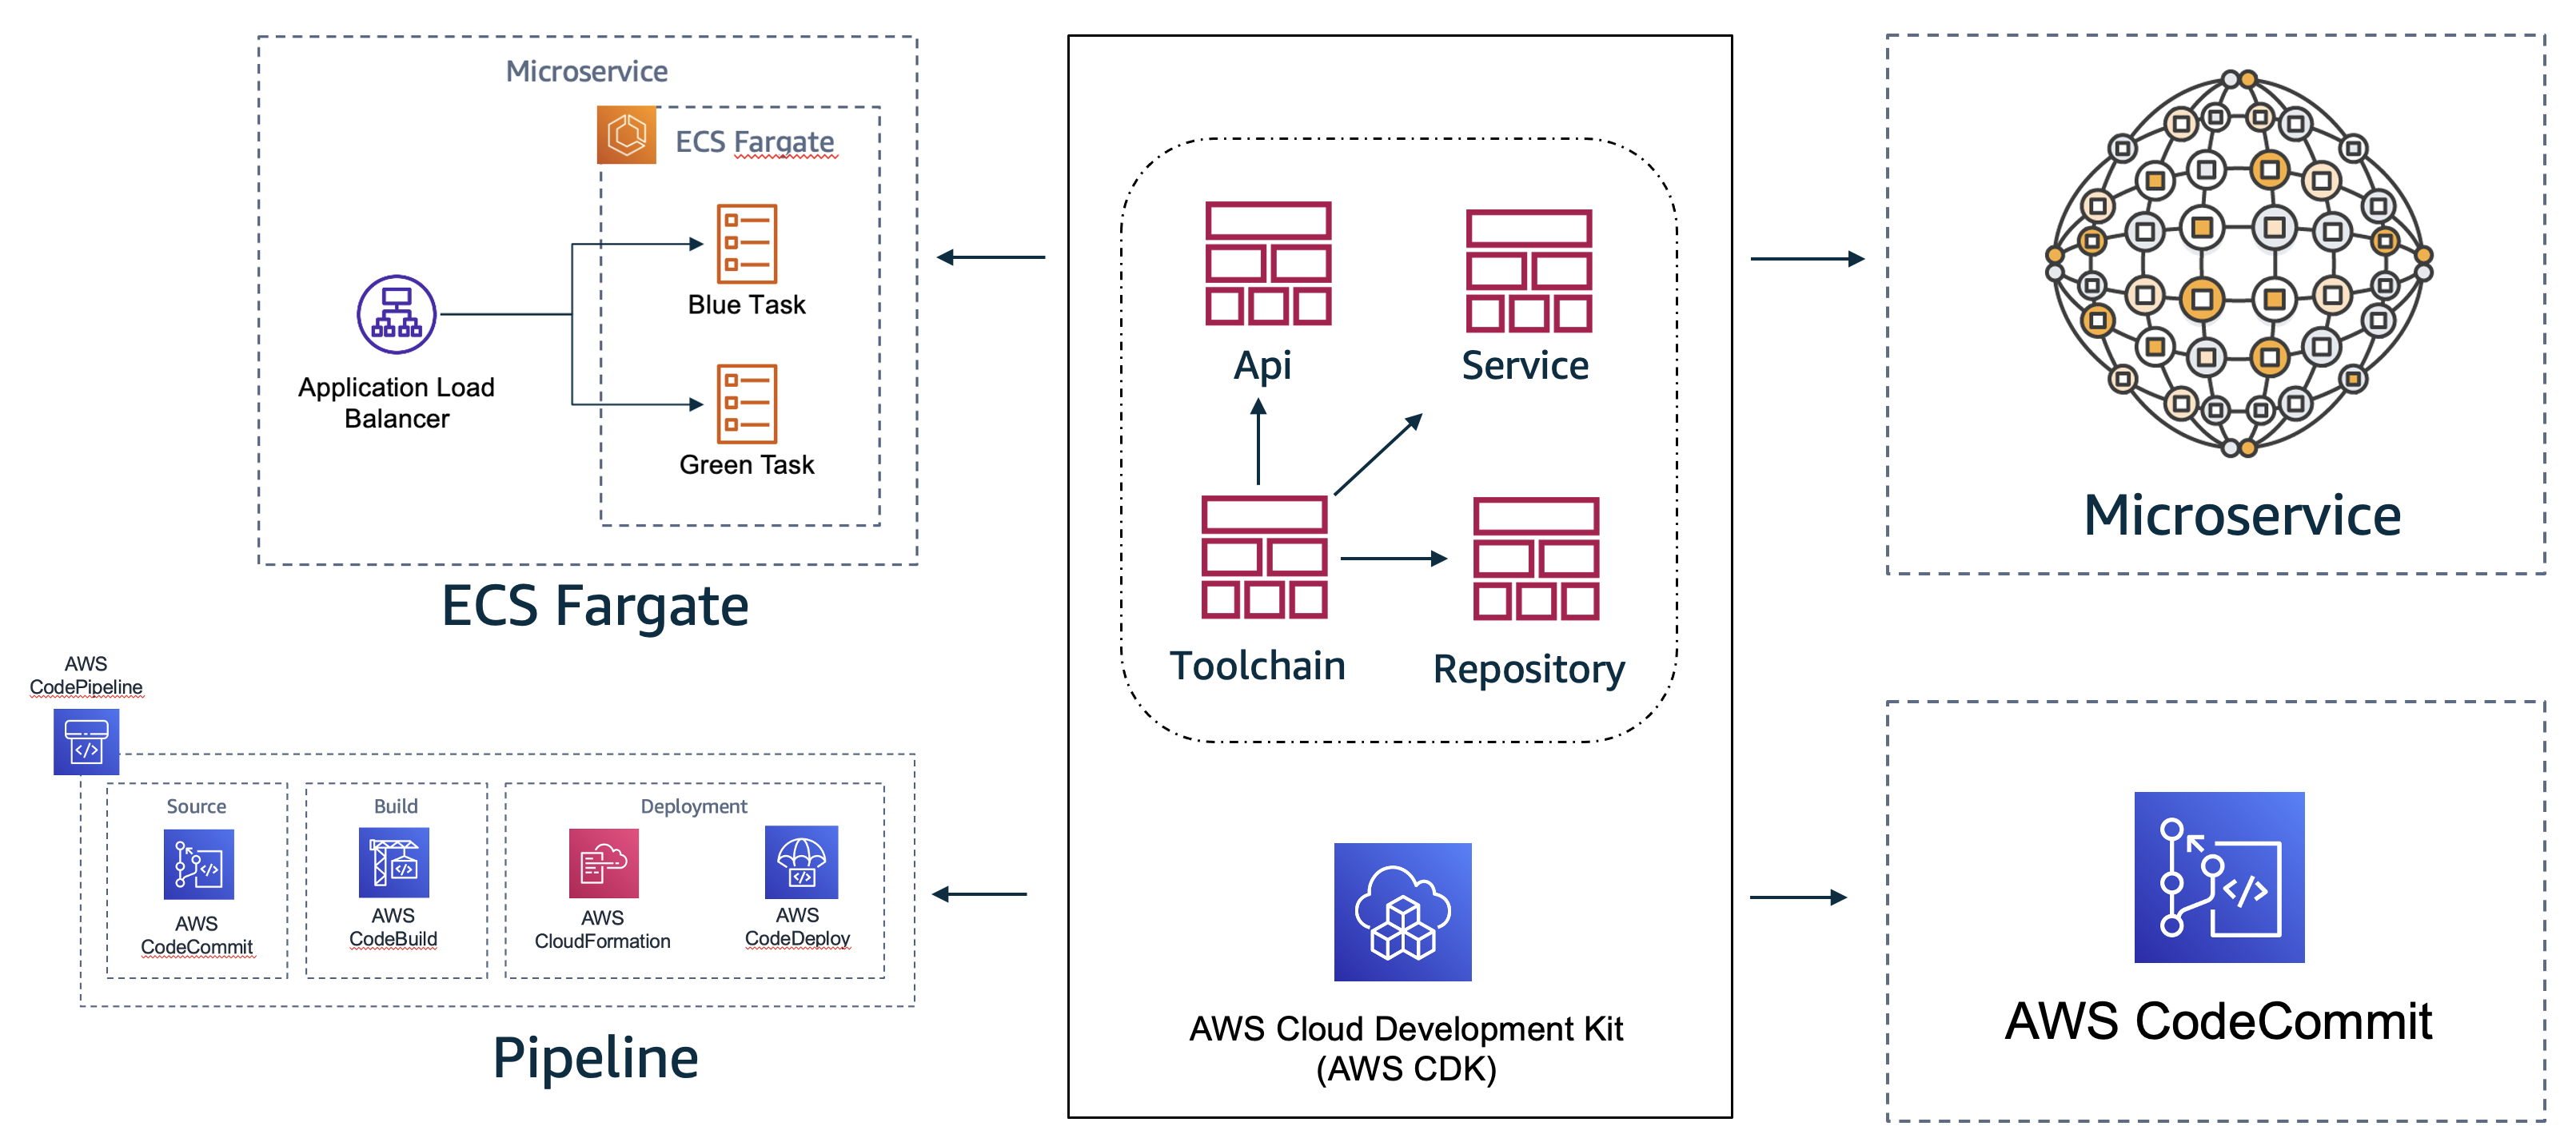 Microservice
ECS Fargate
Blue Task
Application Load
Balancer
Green Task
ECS Fargate
AWS
CodePipeline
Source
AWS
CodeCommit
Build
AWS
CodeBuild
Deployment
AWS
CloudFormation
AWS
CodeDeploy
Pipeline
Api
Service
Toolchain
Repository
AWS Cloud Development Kit
(AWS CDK)
Microservice
AWS CodeCommit